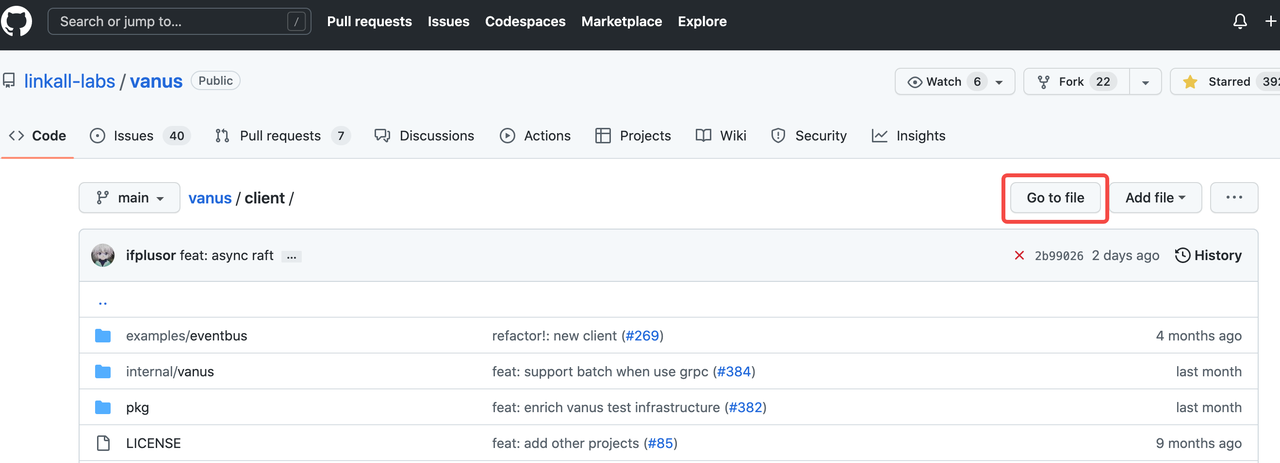 Search or jump to... / Pull requests Issues Codespaces Marketplace Explore
linkall-labs / vanus Public Watch 6 Fork 22 Starred
Code Issues 40 Pull requests 7 Discussions Actions Projects Wiki Security Insights
main vanus / client / Go to file Add file ...
ifplusor feat: async raft ... 2b99026 2 days ago History
..
examples/eventbus refactor!: new client (#269) 4 months ago
internal/vanus feat: support batch when use grpc (#384) last month
pkg feat: enrich vanus test infrastructure (#382) last month
LICENSE feat: add other projects (#85) 9 months ago